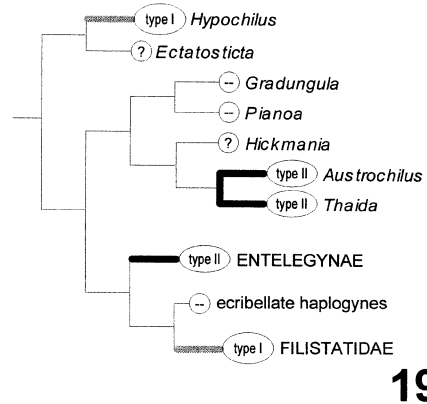 type I Hypochilus
? Ectatosticta
-- Gradungula
-- Pianoa
? Hickmania
type II Austrochilus
type II Thaida
type II ENTELEGYNAE
-- ecribellate haplogynes
type I FILISTATIDAE
19